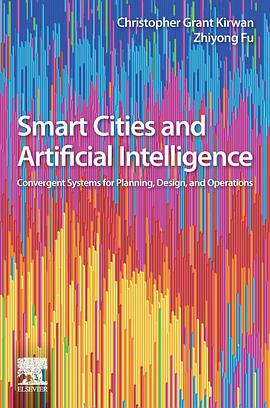 Christopher Grant Kirwan
Zhiyong Fu
Smart Cities and
Artificial Intelligence
Convergent Systems for Planning, Design, and Operations
ELSEVIER